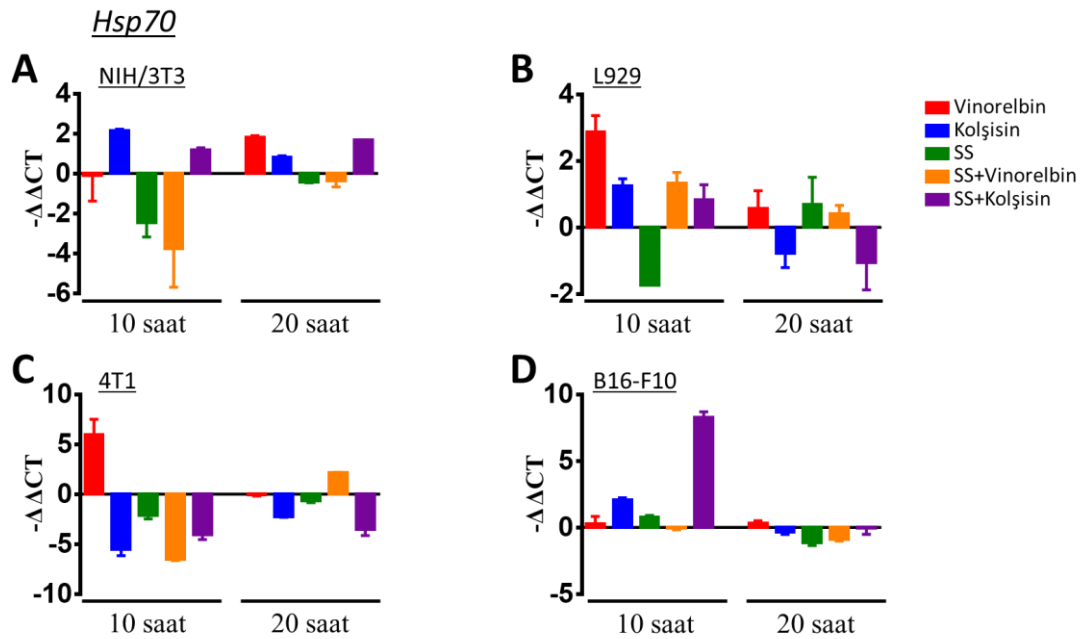 Hsp70
A
NIH/3T3
-ΔΔCT
4
2
0
-2
-4
-6
10 saat
20 saat
B
L929
-ΔΔCT
4
2
0
-2
10 saat
20 saat
Vinorelbin
Kolşisin
SS
SS+Vinorelbin
SS+Kolşisin
C
4T1
-ΔΔCT
10
5
0
-5
-10
10 saat
20 saat
D
B16-F10
-ΔΔCT
10
5
0
-5
10 saat
20 saat